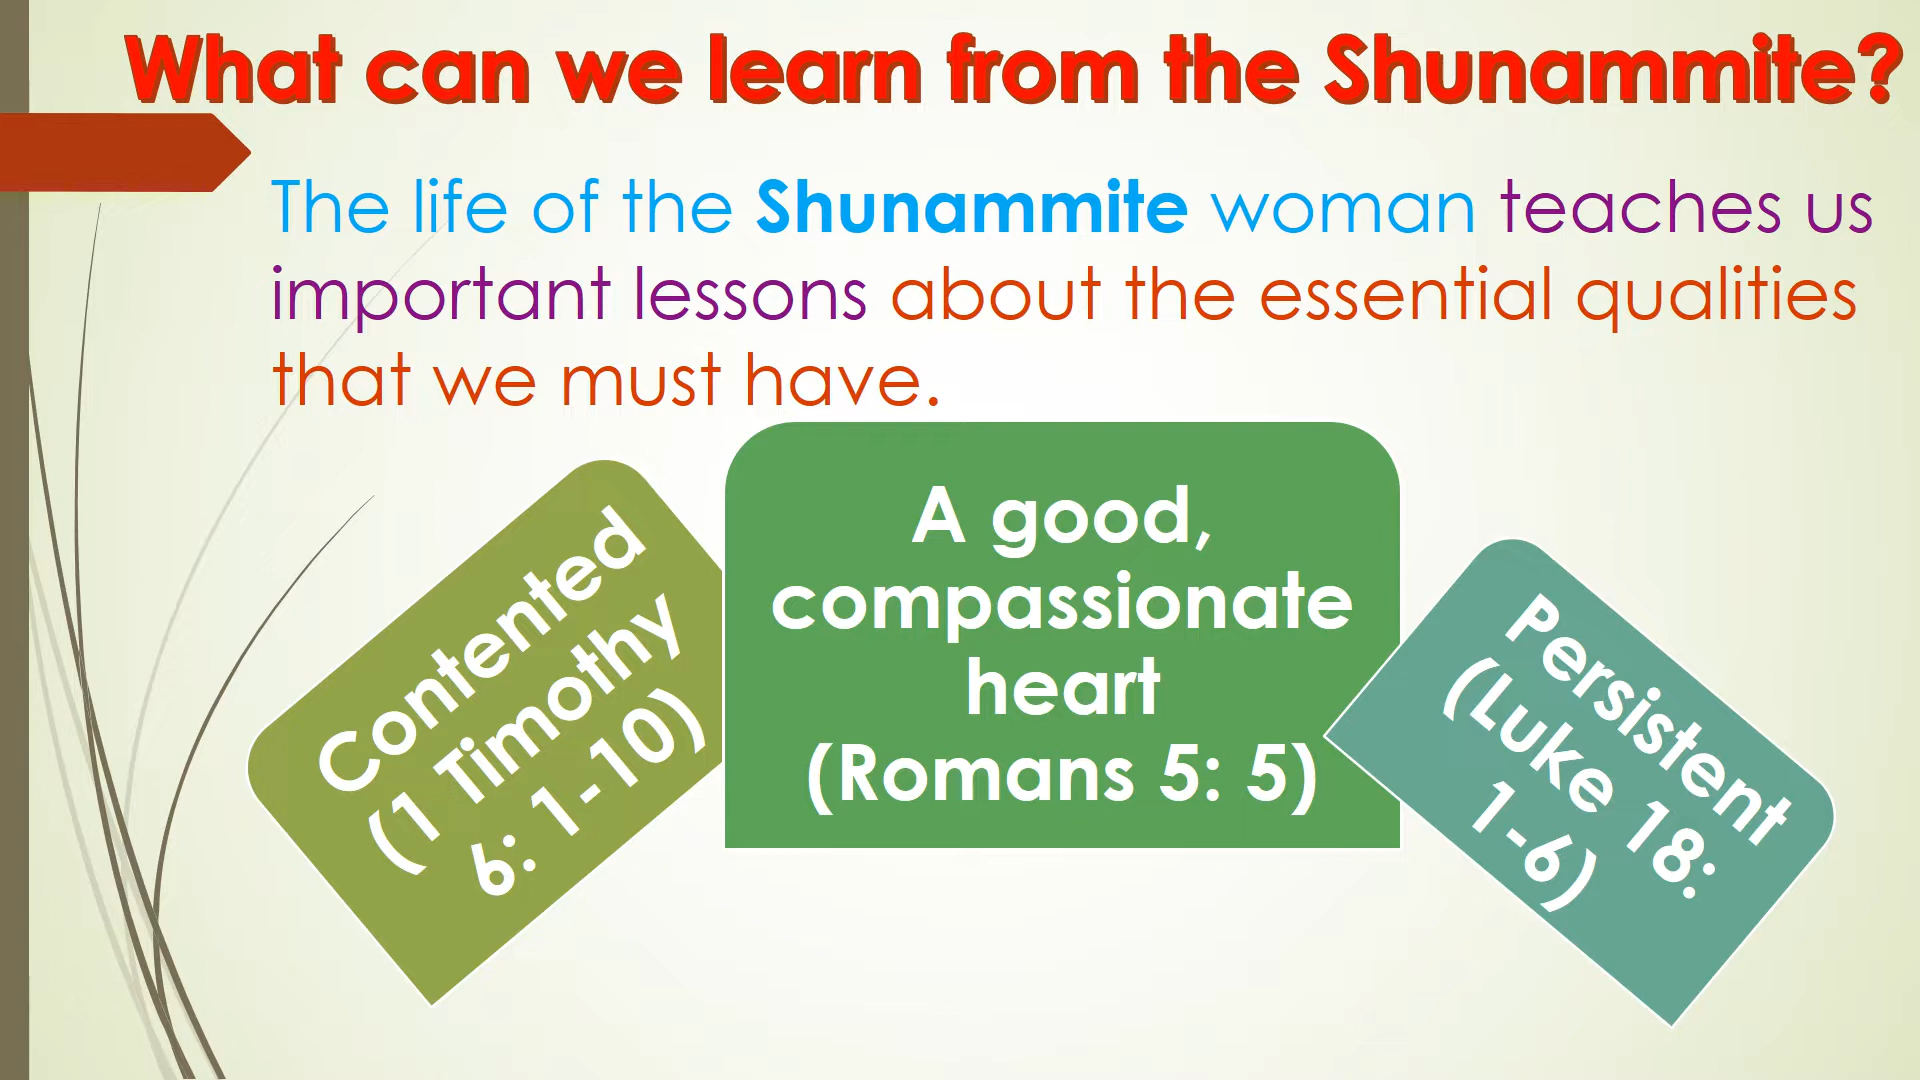 What can we learn from the Shunammite?
The life of the Shunammite woman teaches us
important lessons about the essential qualities
that we must have.
Contented
(1 Timothy
6: 1-10)
A good,
compassionate
heart
(Romans 5: 5)
Persistent
(Luke 18:
1-6)